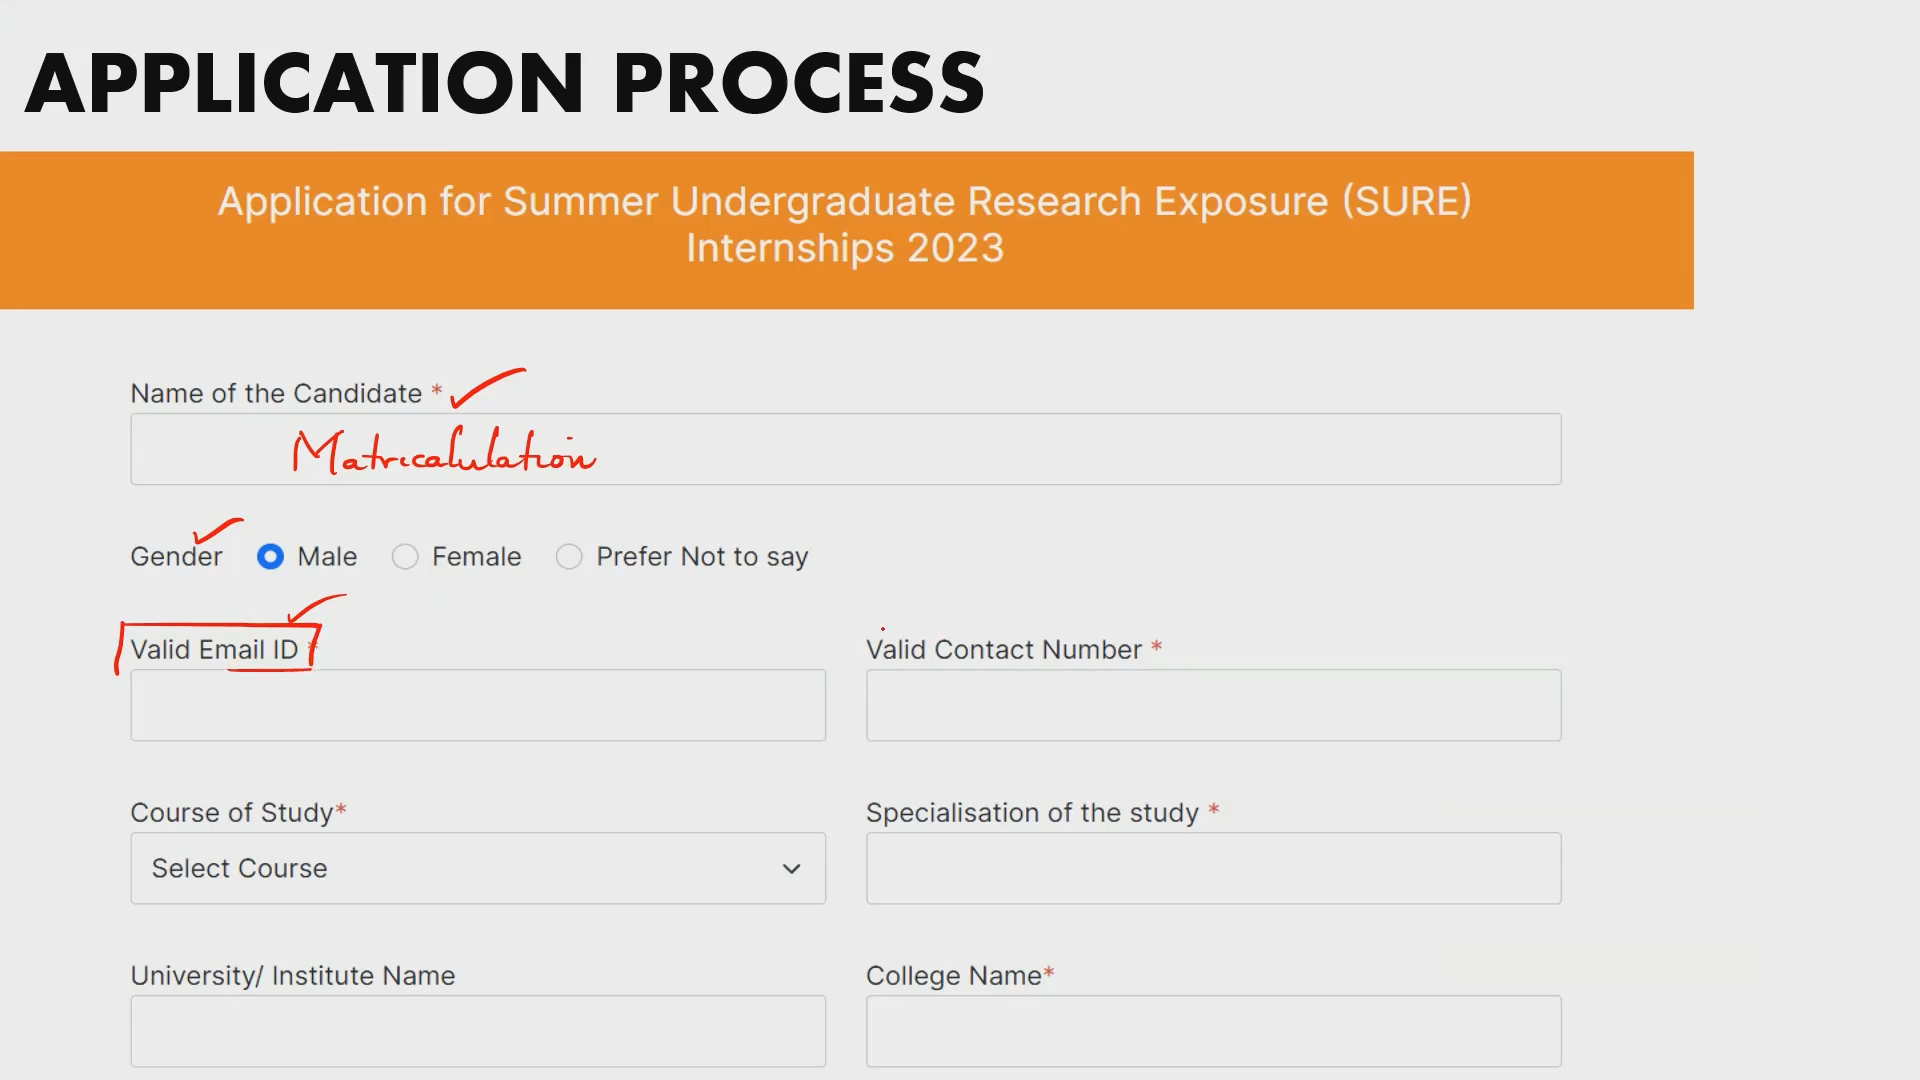 APPLICATION PROCESS
Application for Summer Undergraduate Research Exposure (SURE)
Internships 2023
Name of the Candidate *
Matricalulation
Gender Male Female Prefer Not to say
Valid Email ID * Valid Contact Number *
Course of Study* Specialisation of the study *
Select Course
University/ Institute Name College Name*